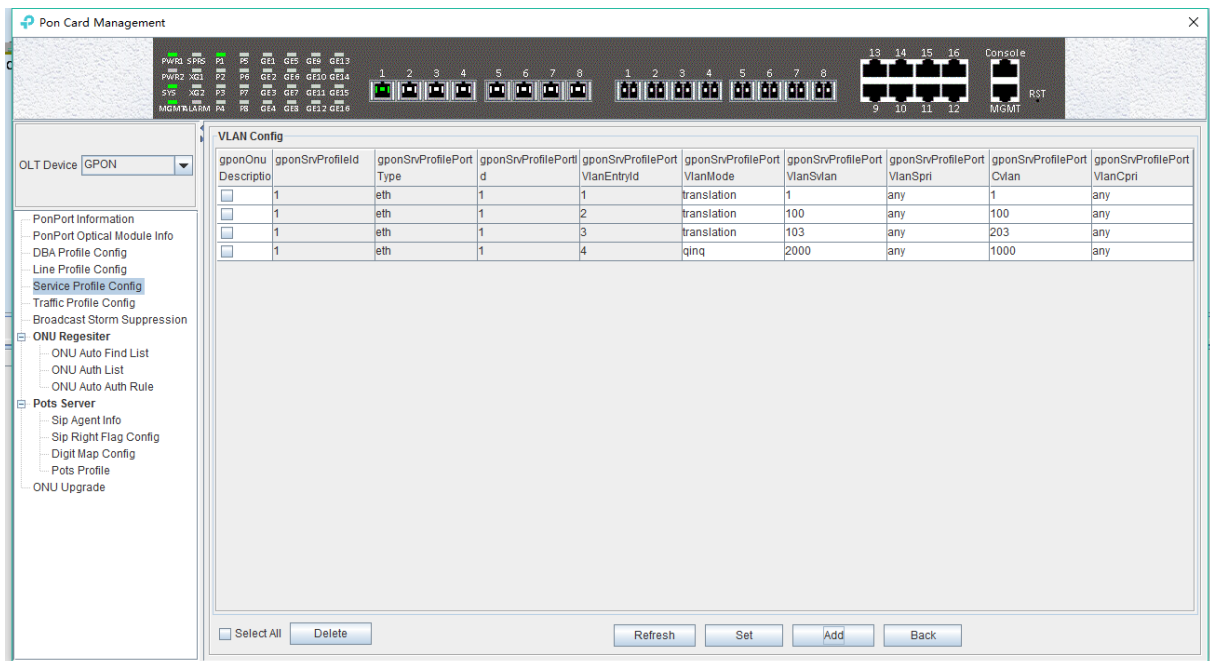 Pon Card Management
PWR1 SPR5 P1 P5 GE1 GE5 GE9 GE13
PWR2 XG1 P2 P6 GE2 GE6 GE10 GE14
SYS XG2 P3 P7 GE3 GE7 GE11 GE15
P4 P8 GE4 GE8 GE12 GE16
1 2 3 4 5 6 7 8 1 2 3 4 5 6 7 8
13 14 15 16 Console
9 10 11 12 MGMT RST
OLT Device GPON
PonPort Information
PonPort Optical Module Info
DBA Profile Config
Line Profile Config
Service Profile Config
Traffic Profile Config
Broadcast Storm Suppression
ONU Regesiter
ONU Auto Find List
ONU Auth List
ONU Auto Auth Rule
Pots Server
Sip Agent Info
Sip Right Flag Config
Digit Map Config
Pots Profile
ONU Upgrade
VLAN Config
gponOnu gponSrvProfileId gponSrvProfilePort gponSrvProfilePortI gponSrvProfilePort gponSrvProfilePort gponSrvProfilePort gponSrvProfilePort gponSrvProfilePort gponSrvProfilePort
Descriptio Type d VlanEntryId VlanMode VlanSvlan VlanSpri Cvlan VlanCpri
1 eth 1 1 translation 1 any 1 any
1 eth 1 2 translation 100 any 100 any
1 eth 1 3 translation 103 any 203 any
1 eth 1 4 qinq 2000 any 1000 any
Select All Delete Refresh Set Add Back